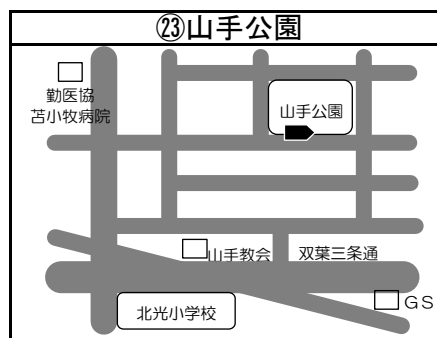 ㉓山手公園
勤医協
苫小牧病院
山手公園
山手教会
双葉三条通
北光小学校
GS